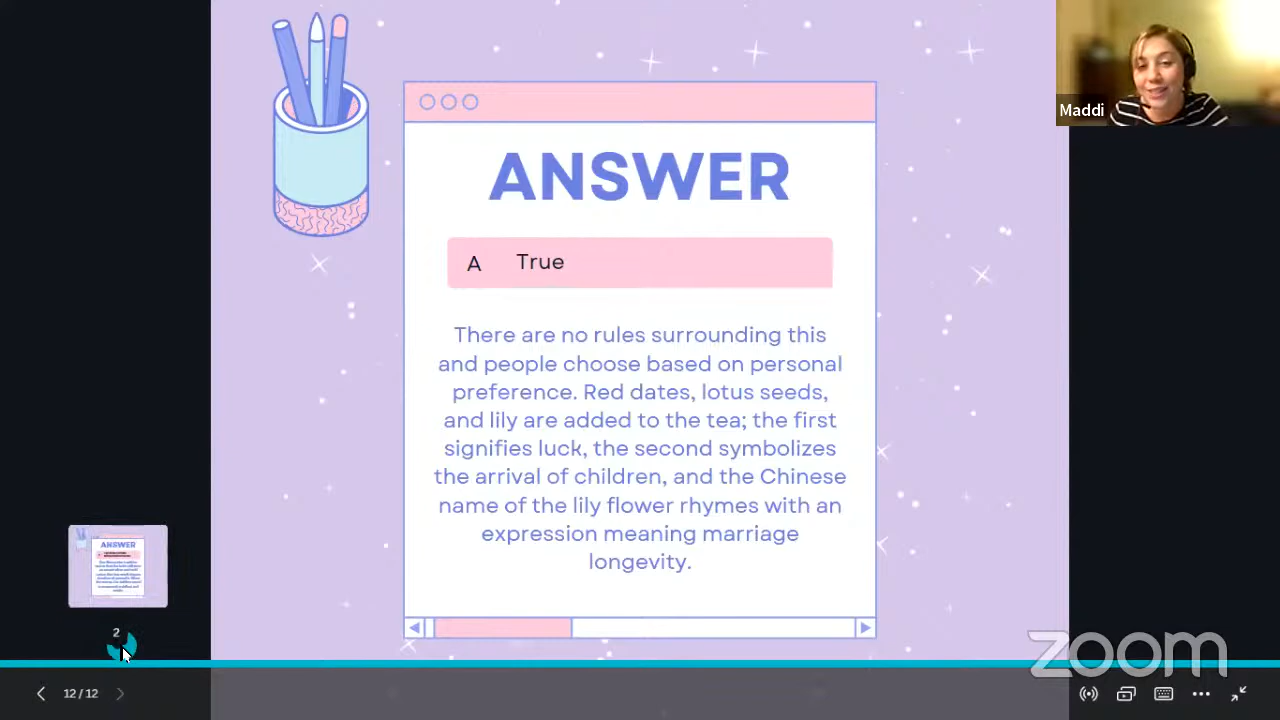 Maddi
ANSWER
A True
There are no rules surrounding this
and people choose based on personal
preference. Red dates, lotus seeds,
and lily are added to the tea; the first
signifies luck, the second symbolizes
the arrival of children, and the Chinese
name of the lily flower rhymes with an
expression meaning marriage
longevity.
ANSWER
2
zoom
12 / 12